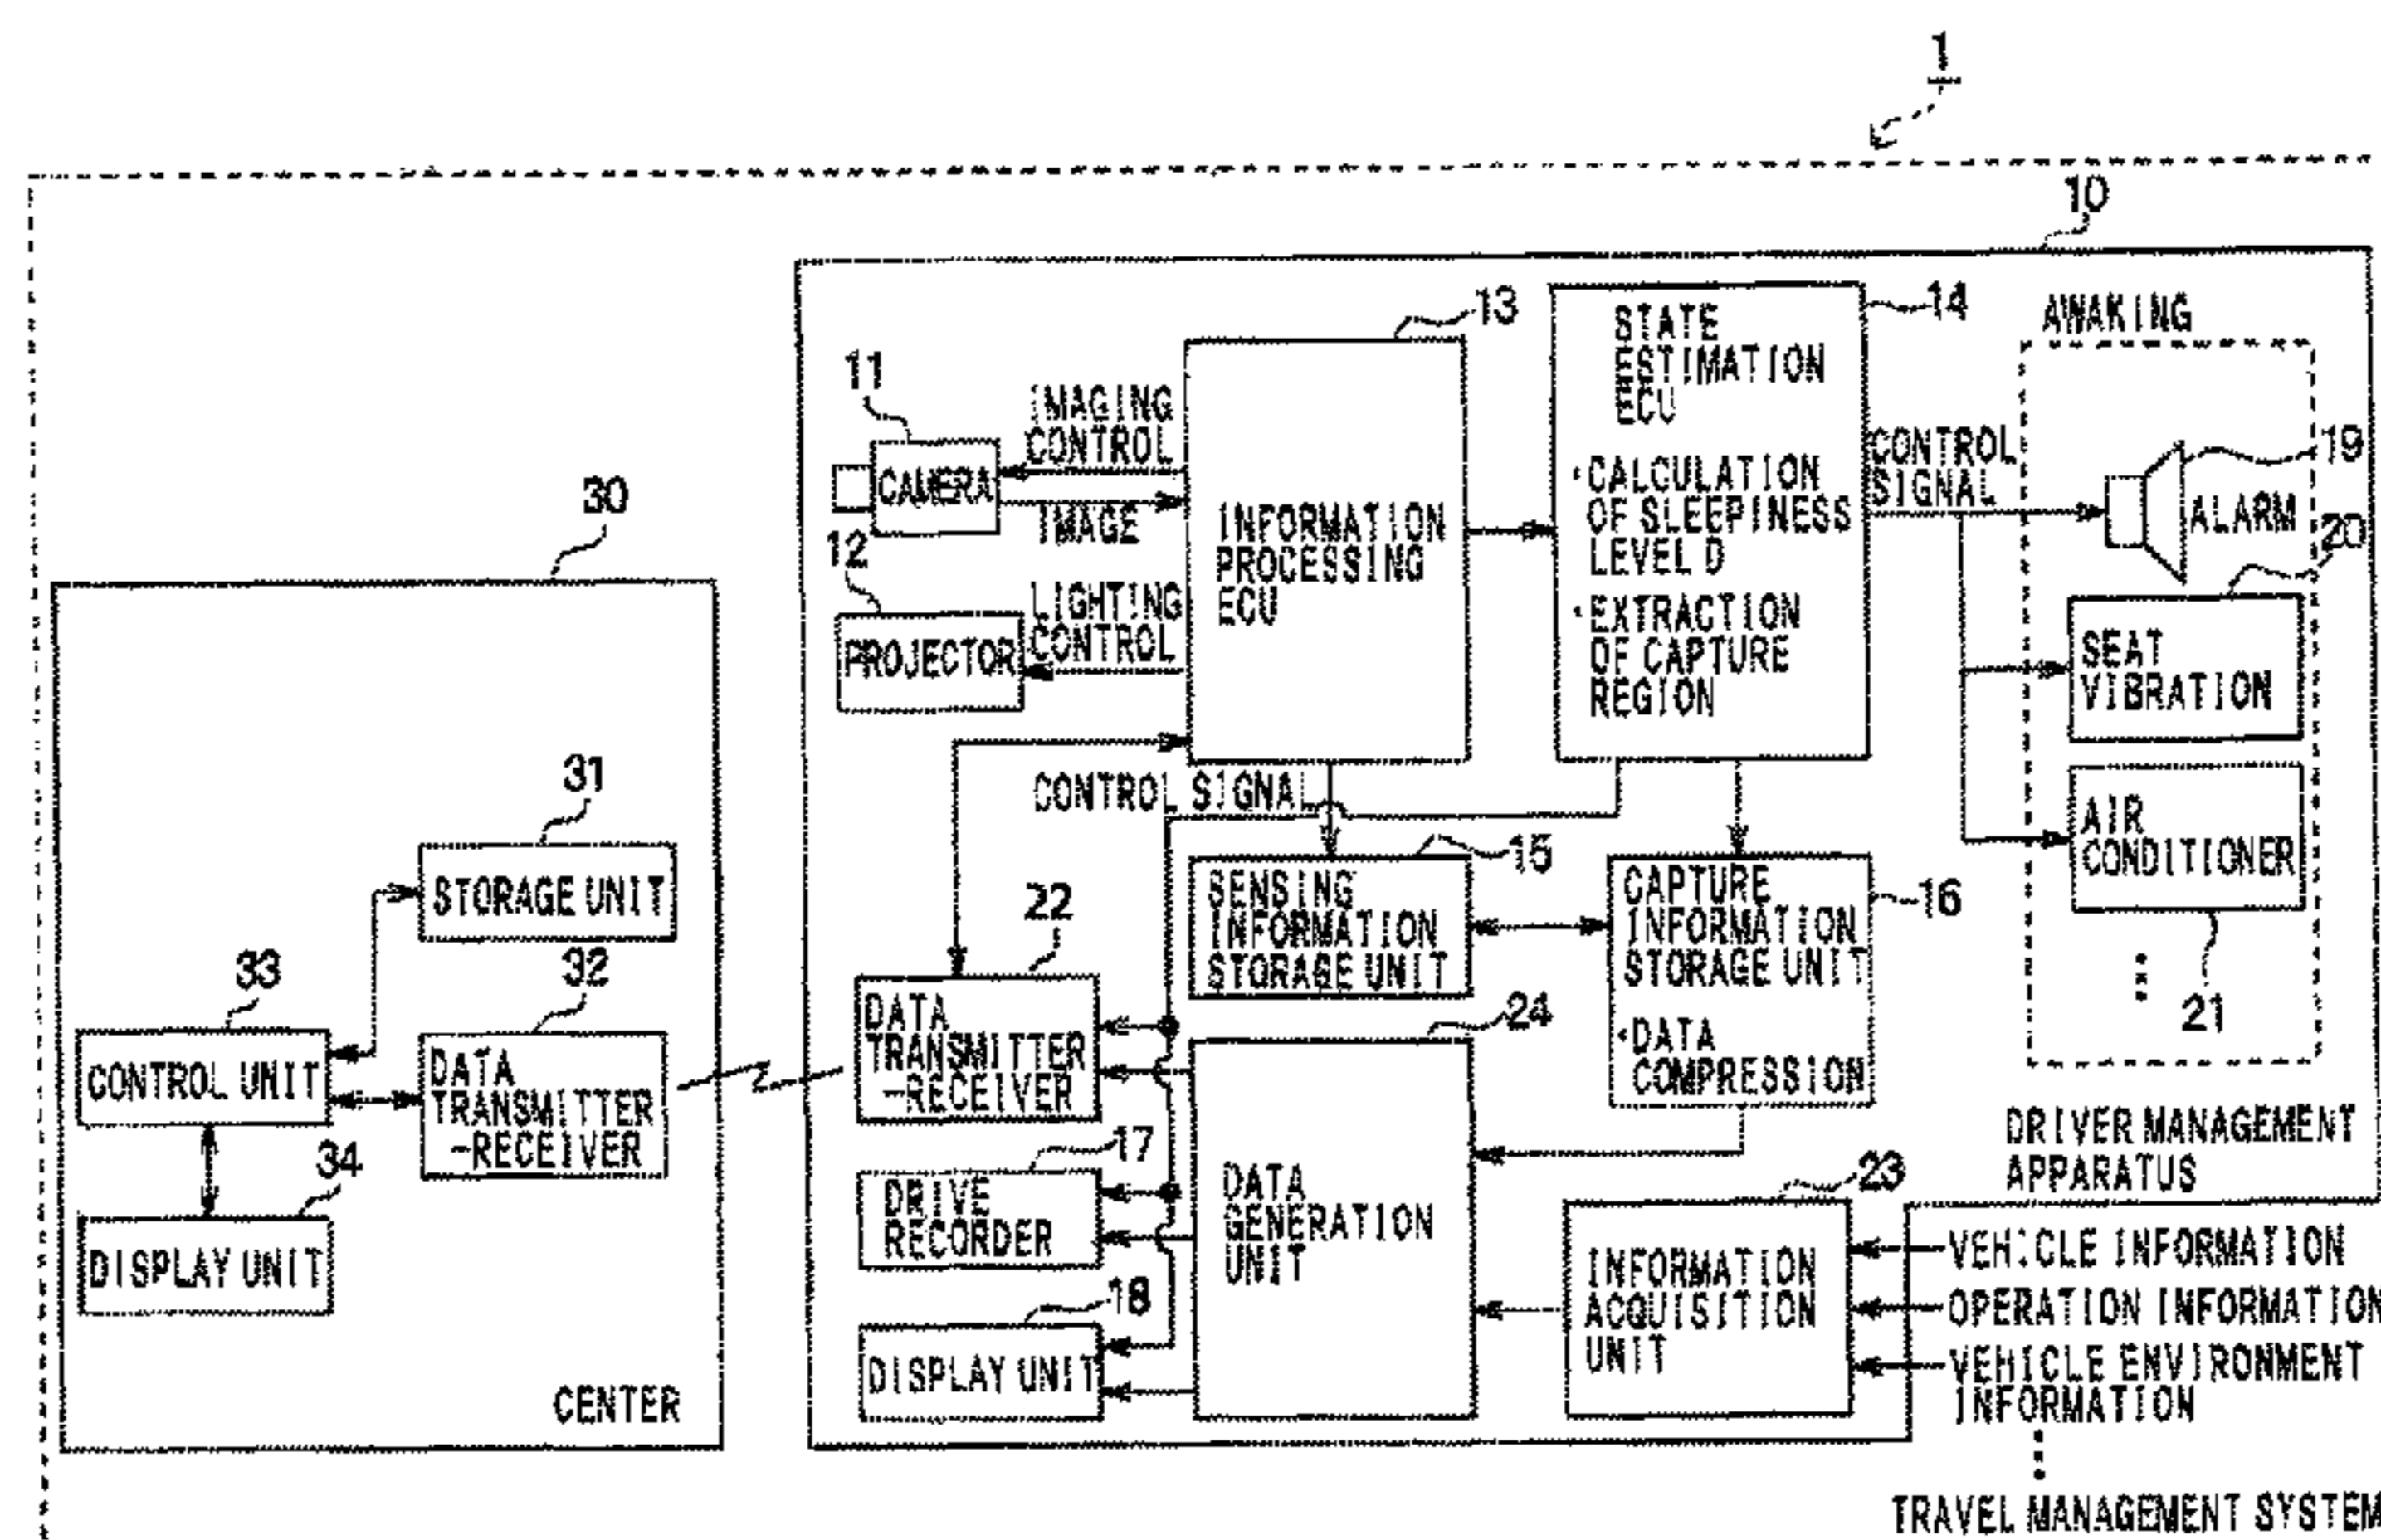 1
10
13
14
AWAKING
STATE
ESTIMATION
ECU
11
IMAGING
CONTROL
CAMERA
IMAGE
CONTROL
SIGNAL
19
ALARM
・CALCULATION
OF SLEEPINESS
LEVEL D
・EXTRACTION
OF CAPTURE
REGION
INFORMATION
PROCESSING
ECU
12
LIGHTING
CONTROL
PROJECTOR
20
SEAT
VIBRATION
30
CONTROL SIGNAL
AIR
CONDITIONER
21
31
STORAGE UNIT
15
SENSING
INFORMATION
STORAGE UNIT
16
CAPTURE
INFORMATION
STORAGE UNIT
・DATA
COMPRESSION
22
DATA
TRANSMITTER
-RECEIVER
33
CONTROL UNIT
32
DATA
TRANSMITTER
-RECEIVER
24
DATA
GENERATION
UNIT
17
DRIVE
RECORDER
34
DISPLAY UNIT
18
DISPLAY UNIT
23
INFORMATION
ACQUISITION
UNIT
DRIVER MANAGEMENT
APPARATUS
VEHICLE INFORMATION
OPERATION INFORMATION
VEHICLE ENVIRONMENT
INFORMATION
CENTER
TRAVEL MANAGEMENT SYSTEM